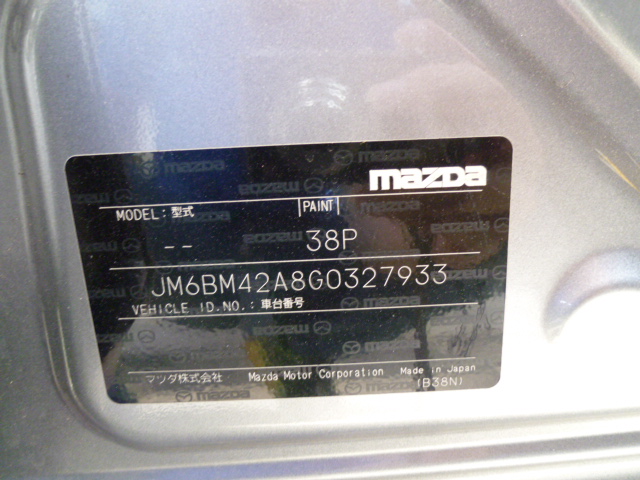 mazda
MODEL: 型式 PAINT
-- 38P
JM6BM42A8G0327933
VEHICLE ID.NO.: 車台番号
マツダ株式会社 Mazda Motor Corporation Made in Japan
(B38N)